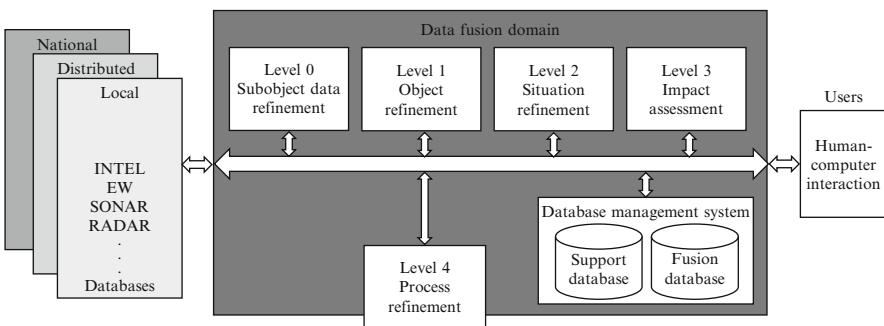 National
Distributed
Local
INTEL
EW
SONAR
RADAR
.
.
.
Databases
Data fusion domain
Level 0
Subobject data
refinement
Level 1
Object
refinement
Level 2
Situation
refinement
Level 3
Impact
assessment
Level 4
Process
refinement
Database management system
Support
database
Fusion
database
Users
Human-
computer
interaction